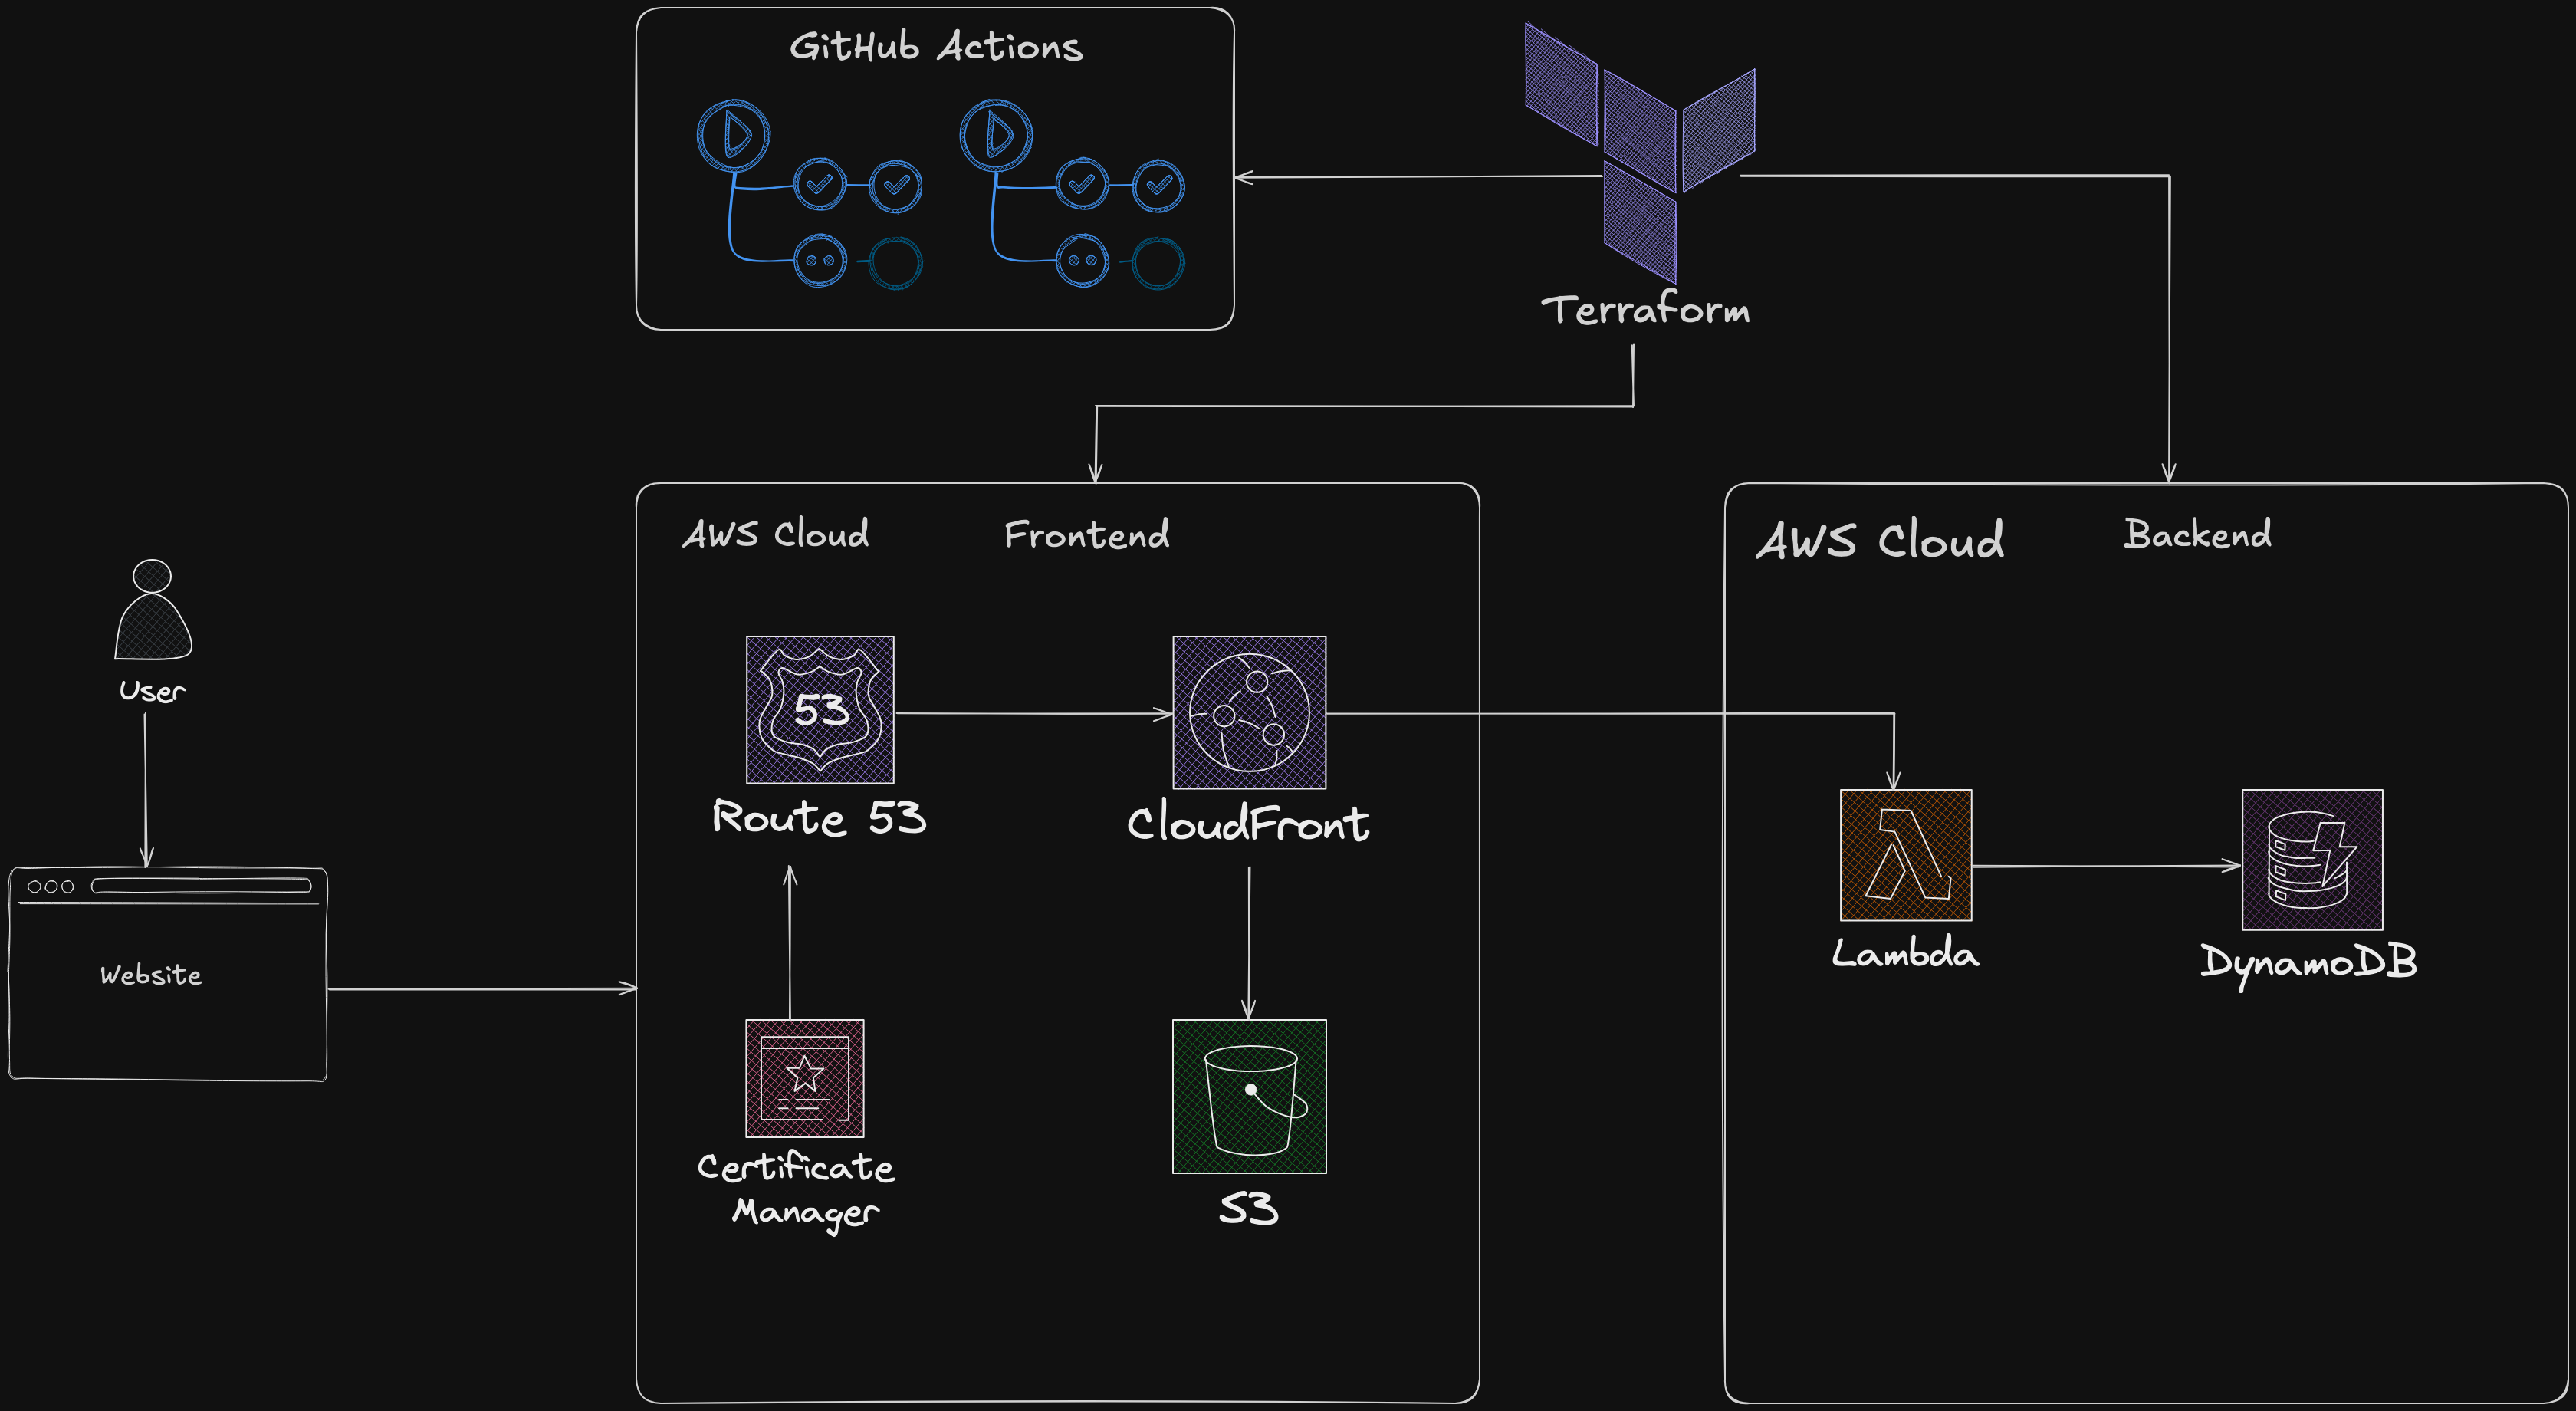 GitHub Actions
Terraform
AWS Cloud
Frontend
AWS Cloud
Backend
User
53
Route 53
CloudFront
Website
Lambda
DynamoDB
Certificate
Manager
S3